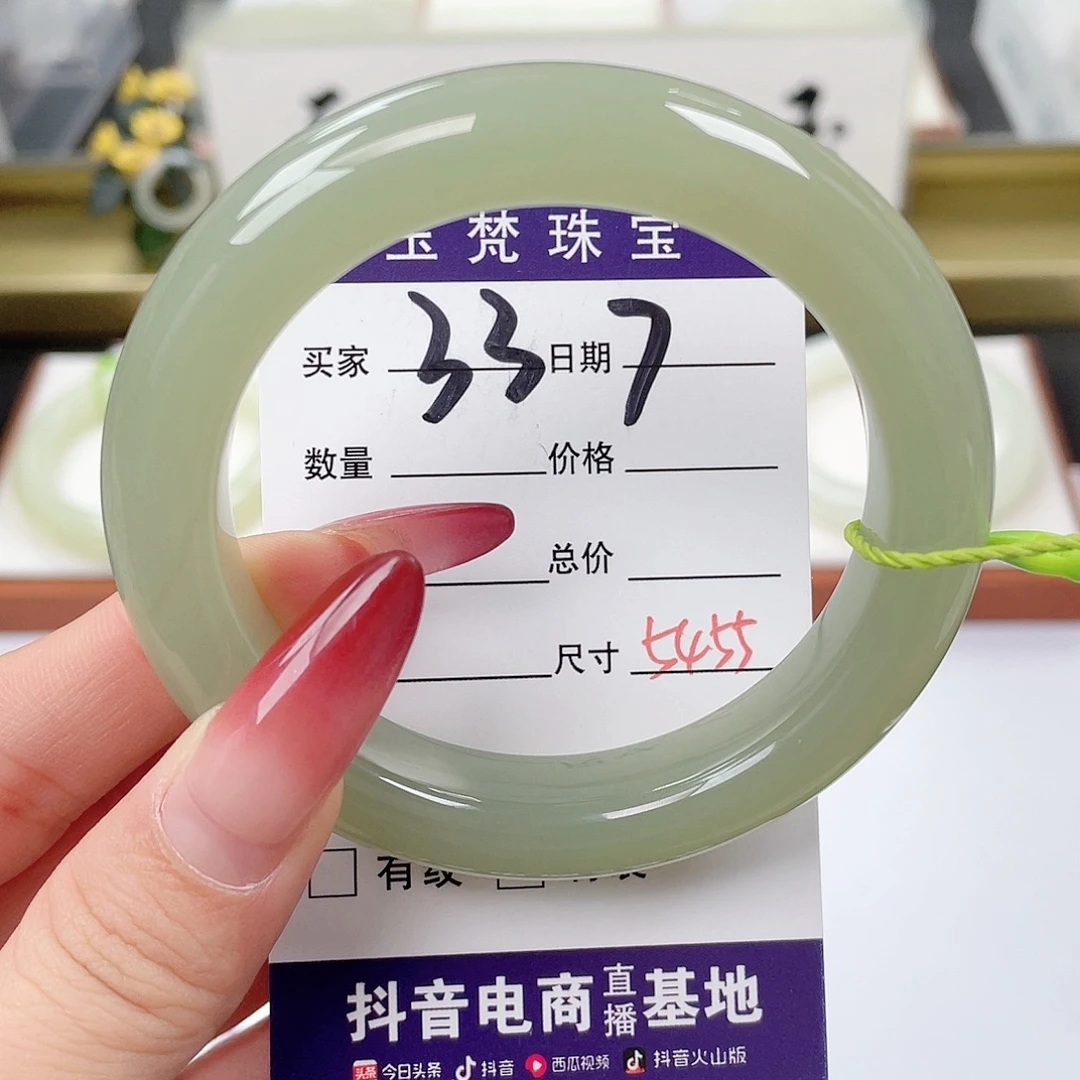 玉梵珠宝
买家 33 日期 7
数量 价格
总价
尺寸 5455
有纹
抖音电商直播基地
头条 今日头条 抖音 西瓜视频 抖音火山版